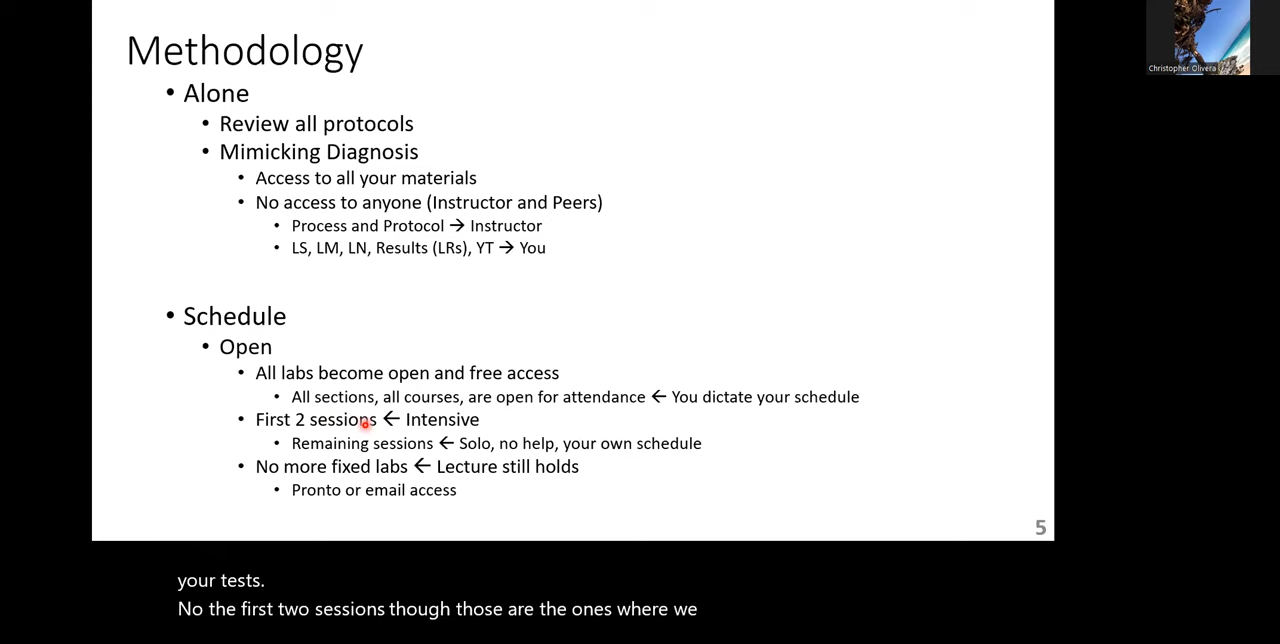 Methodology
• Alone
• Review all protocols
• Mimicking Diagnosis
• Access to all your materials
• No access to anyone (Instructor and Peers)
• Process and Protocol → Instructor
• LS, LM, LN, Results (LRs), YT → You
• Schedule
• Open
• All labs become open and free access
• All sections, all courses, are open for attendance ← You dictate your schedule
• First 2 sessions ← Intensive
• Remaining sessions ← Solo, no help, your own schedule
• No more fixed labs ← Lecture still holds
• Pronto or email access
5
Christopher Olivera
your tests.
No the first two sessions though those are the ones where we